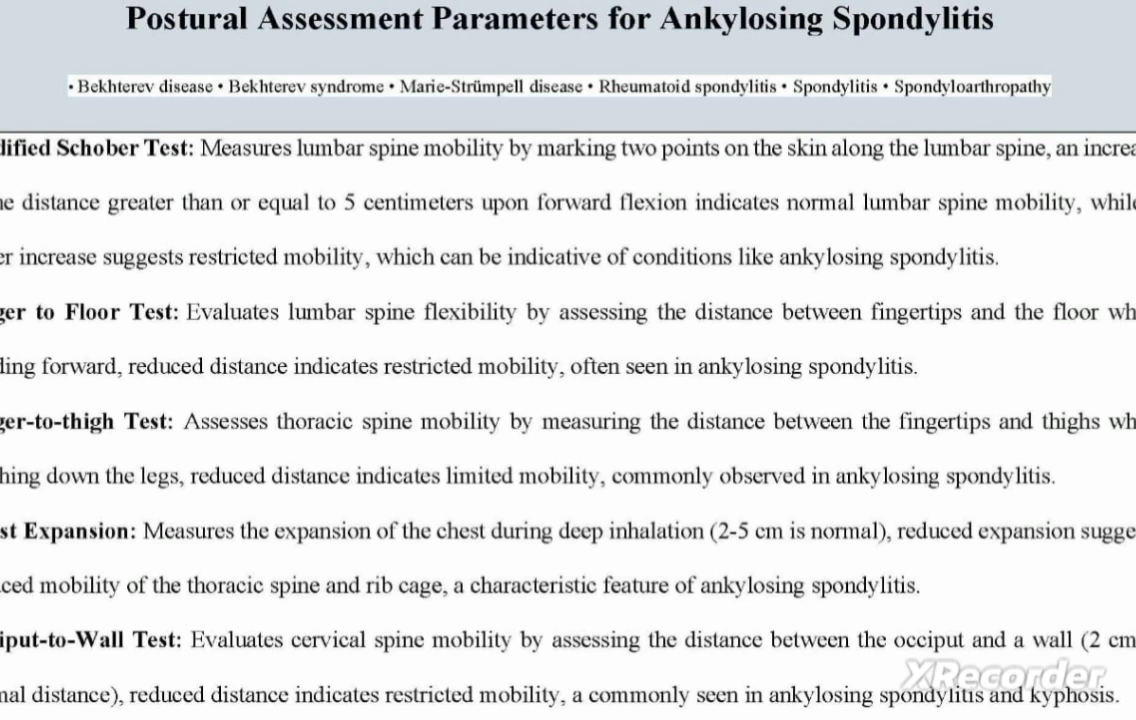 Postural Assessment Parameters for Ankylosing Spondylitis
• Bekhterev disease • Bekhterev syndrome • Marie-Strümpell disease • Rheumatoid spondylitis • Spondylitis • Spondyloarthropathy
lified Schober Test: Measures lumbar spine mobility by marking two points on the skin along the lumbar spine, an increa
ne distance greater than or equal to 5 centimeters upon forward flexion indicates normal lumbar spine mobility, while
er increase suggests restricted mobility, which can be indicative of conditions like ankylosing spondylitis.
ger to Floor Test: Evaluates lumbar spine flexibility by assessing the distance between fingertips and the floor wh
ding forward, reduced distance indicates restricted mobility, often seen in ankylosing spondylitis.
ger-to-thigh Test: Assesses thoracic spine mobility by measuring the distance between the fingertips and thighs wh
hing down the legs, reduced distance indicates limited mobility, commonly observed in ankylosing spondylitis.
st Expansion: Measures the expansion of the chest during deep inhalation (2-5 cm is normal), reduced expansion sugge
ced mobility of the thoracic spine and rib cage, a characteristic feature of ankylosing spondylitis.
iput-to-Wall Test: Evaluates cervical spine mobility by assessing the distance between the occiput and a wall (2 cm
nal distance), reduced distance indicates restricted mobility, a commonly seen in ankylosing spondylitis and kyphosis.
XRecorder